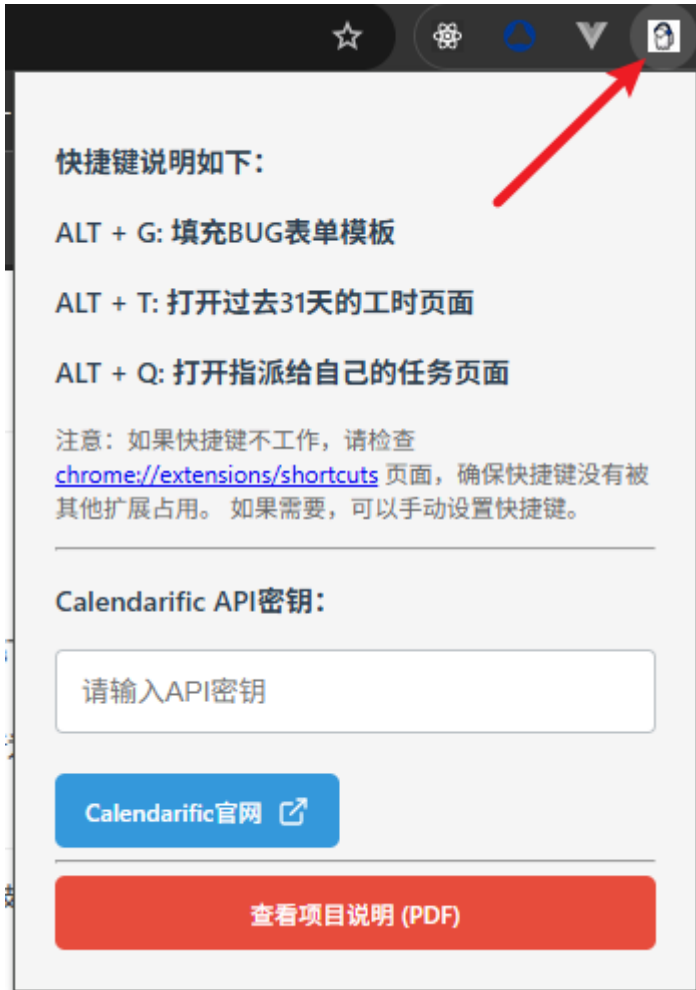 快捷键说明如下：
ALT + G: 填充BUG表单模板
ALT + T: 打开过去31天的工时页面
ALT + Q: 打开指派给自己的任务页面
注意：如果快捷键不工作，请检查
chrome://extensions/shortcuts 页面，确保快捷键没有被
其他扩展占用。 如果需要，可以手动设置快捷键。
Calendarific API密钥：
请输入API密钥
Calendarific官网
查看项目说明 (PDF)